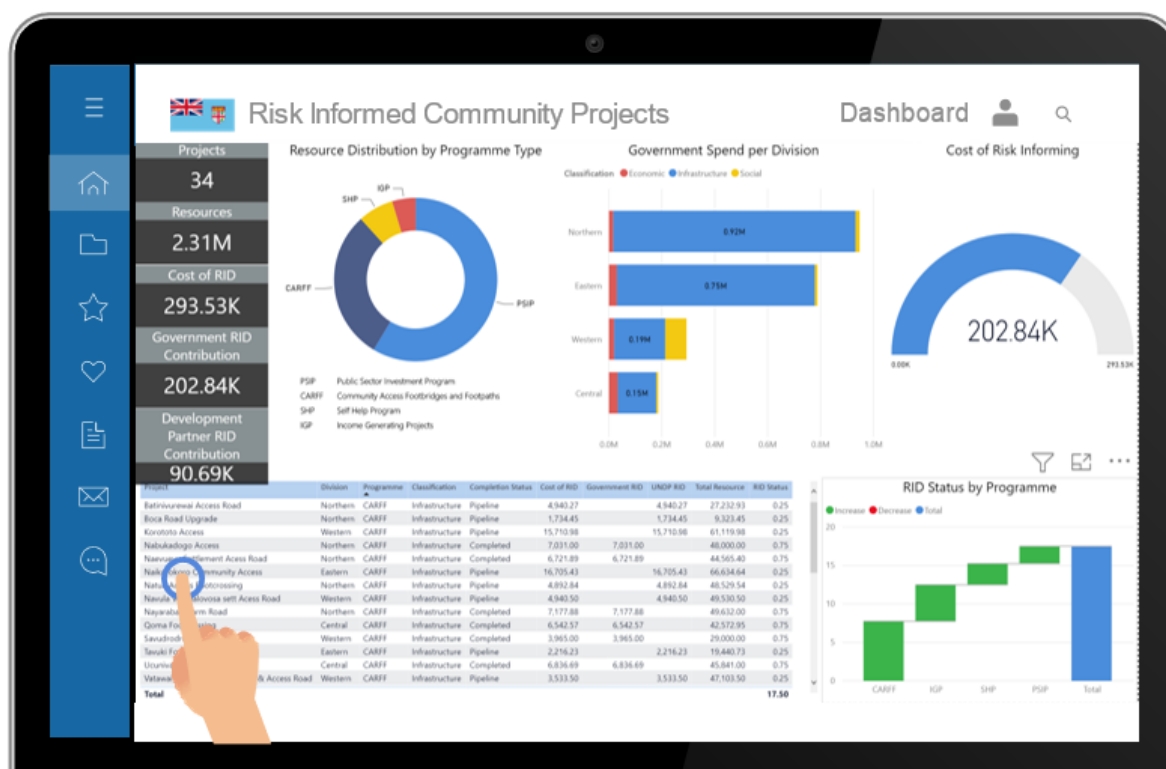 Risk Informed Community Projects
Dashboard
Projects
34
Resources
2.31M
Cost of RID
293.53K
Government RID
Contribution
202.84K
Development
Partner RID
Contribution
90.69K
Resource Distribution by Programme Type
IGP
SHP
CARFF
PSIP
PSIP Public Sector Investment Program
CARFF Community Access Footbridges and Footpaths
SHP Self Help Program
IGP Income Generating Projects
Government Spend per Division
Classification Economic Infrastructure Social
Northern 0.92M
Eastern 0.75M
Western 0.19M
Central 0.15M
0.0M 0.2M 0.4M 0.6M 0.8M 1.0M
Cost of Risk Informing
202.84K
0.00K 293.53K
Project Division Programme Classification Completion Status Cost of RID Government RID UNDP RID Total Resource RID Status
Batinivurewai Access Road Northern CARFF Infrastructure Pipeline 4,940.27 4,940.27 27,232.93 0.25
Boca Road Upgrade Northern CARFF Infrastructure Pipeline 1,734.45 1,734.45 9,323.45 0.25
Korototo Access Western CARFF Infrastructure Pipeline 15,710.98 15,710.98 61,119.98 0.25
Nabukadogo Access Northern CARFF Infrastructure Completed 7,031.00 7,031.00 48,000.00 0.75
Settlement Acess Road Northern CARFF Infrastructure Completed 6,721.89 6,721.89 44,565.40 0.75
Community Access Eastern CARFF Infrastructure Pipeline 16,705.43 16,705.43 66,634.64 0.25
Northern CARFF Infrastructure Pipeline 4,892.84 4,892.84 48,529.54 0.25
Navula sett Acess Road Western CARFF Infrastructure Pipeline 4,940.50 4,940.50 49,530.50 0.25
Road Northern CARFF Infrastructure Completed 7,177.88 7,177.88 49,632.00 0.75
Qoma Central CARFF Infrastructure Completed 6,542.57 6,542.57 42,572.95 0.75
Western CARFF Infrastructure Completed 3,965.00 3,965.00 29,000.00 0.75
Tavuki Eastern CARFF Infrastructure Pipeline 2,216.23 2,216.23 19,440.73 0.25
Central CARFF Infrastructure Completed 6,836.69 6,836.69 45,841.00 0.75
& Access Road Western CARFF Infrastructure Pipeline 3,533.50 3,533.50 47,103.50 0.25
Total 17.50
RID Status by Programme
Increase Decrease Total
20
15
10
5
0
CARFF IGP SHP PSIP Total